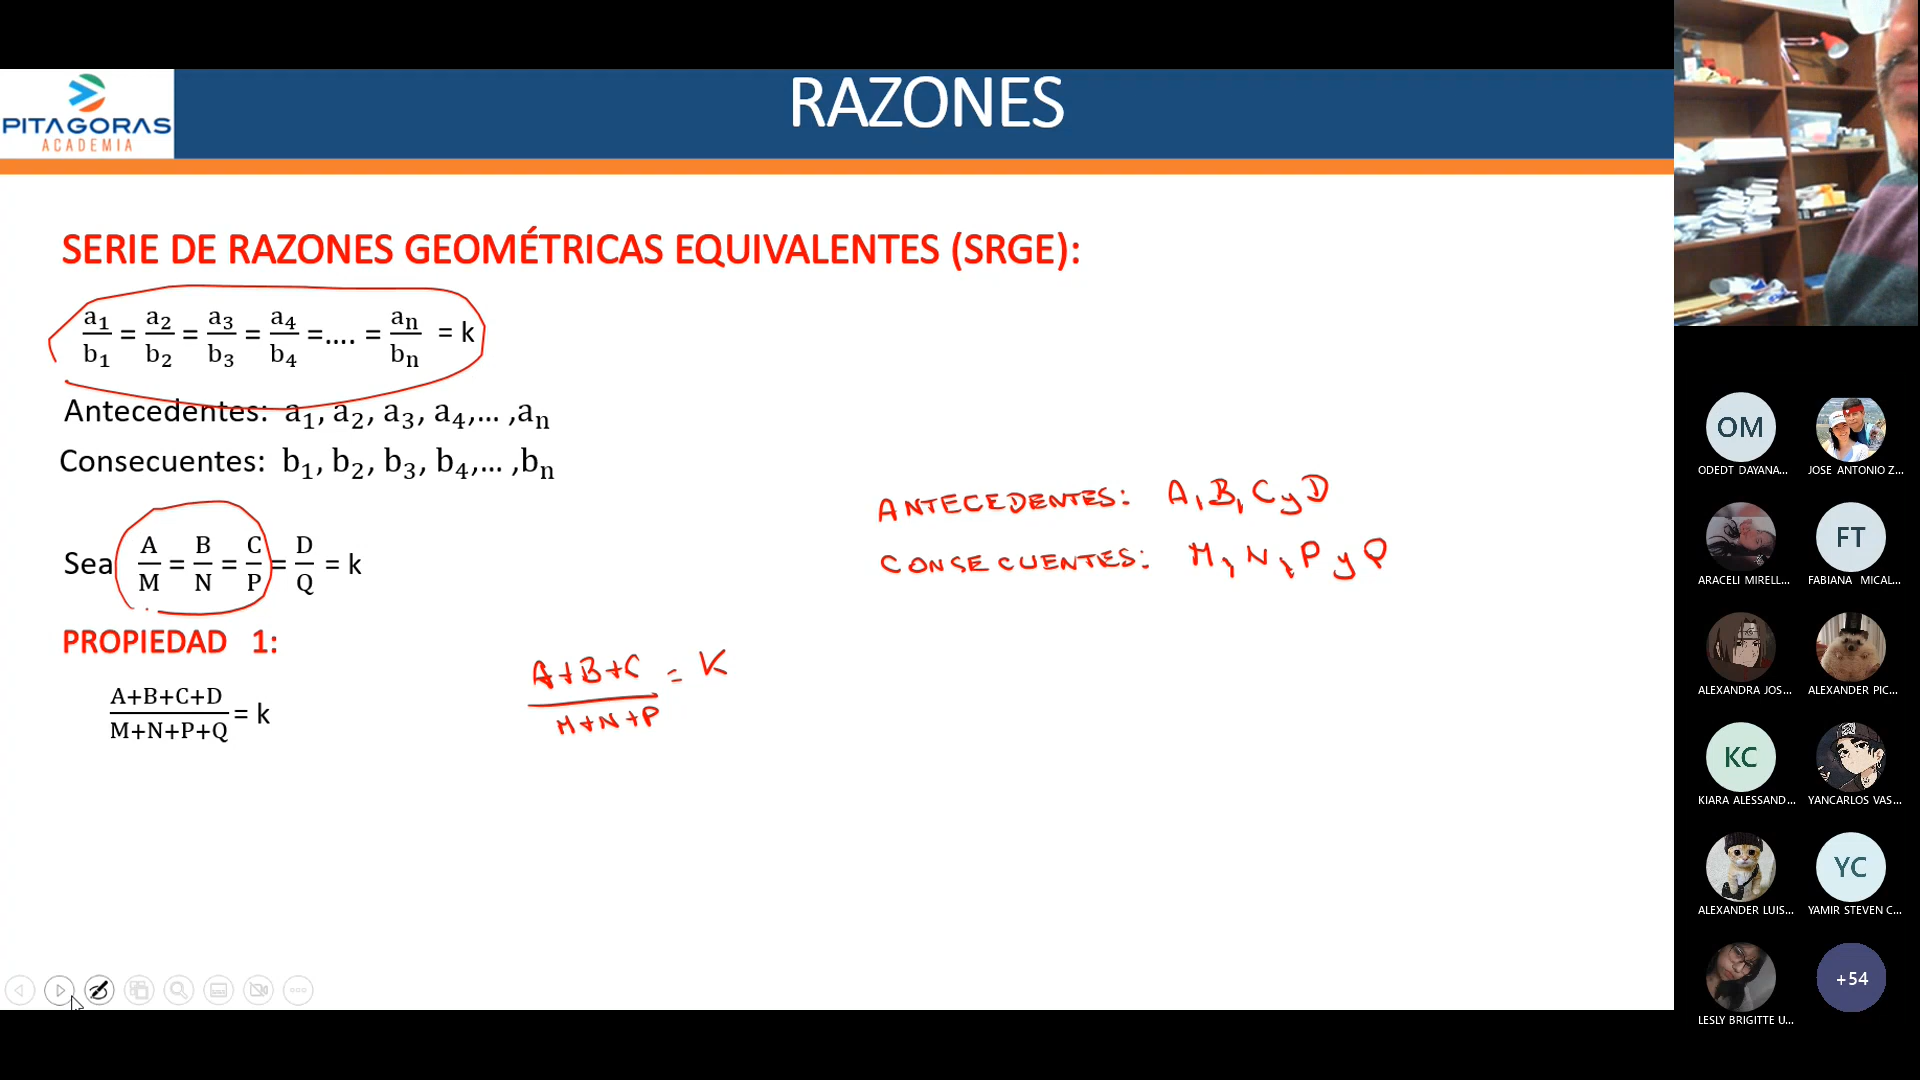 PITAGORAS
ACADEMIA
RAZONES
SERIE DE RAZONES GEOMÉTRICAS EQUIVALENTES (SRGE):
a₁/b₁ = a₂/b₂ = a₃/b₃ = a₄/b₄ =.... = aₙ/bₙ = k
Antecedentes: a₁, a₂, a₃, a₄,... ,aₙ
Consecuentes: b₁, b₂, b₃, b₄,... ,bₙ
ANTECEDENTES: A, B, C y D
CONSECUENTES: M, N, P y Q
Sea A/M = B/N = C/P = D/Q = k
PROPIEDAD 1:
A+B+C+D/M+N+P+Q = k
A+B+C/M+N+P = K
OM
ODEDT DAYANA...
JOSE ANTONIO Z...
ARACELI MIRELL...
FT
FABIANA MICAL...
ALEXANDRA JOS...
ALEXANDER PIC...
KC
KIARA ALESSAND...
YANCARLOS VAS...
ALEXANDER LUIS...
YC
YAMIR STEVEN C...
LESLY BRIGITTE U...
+54